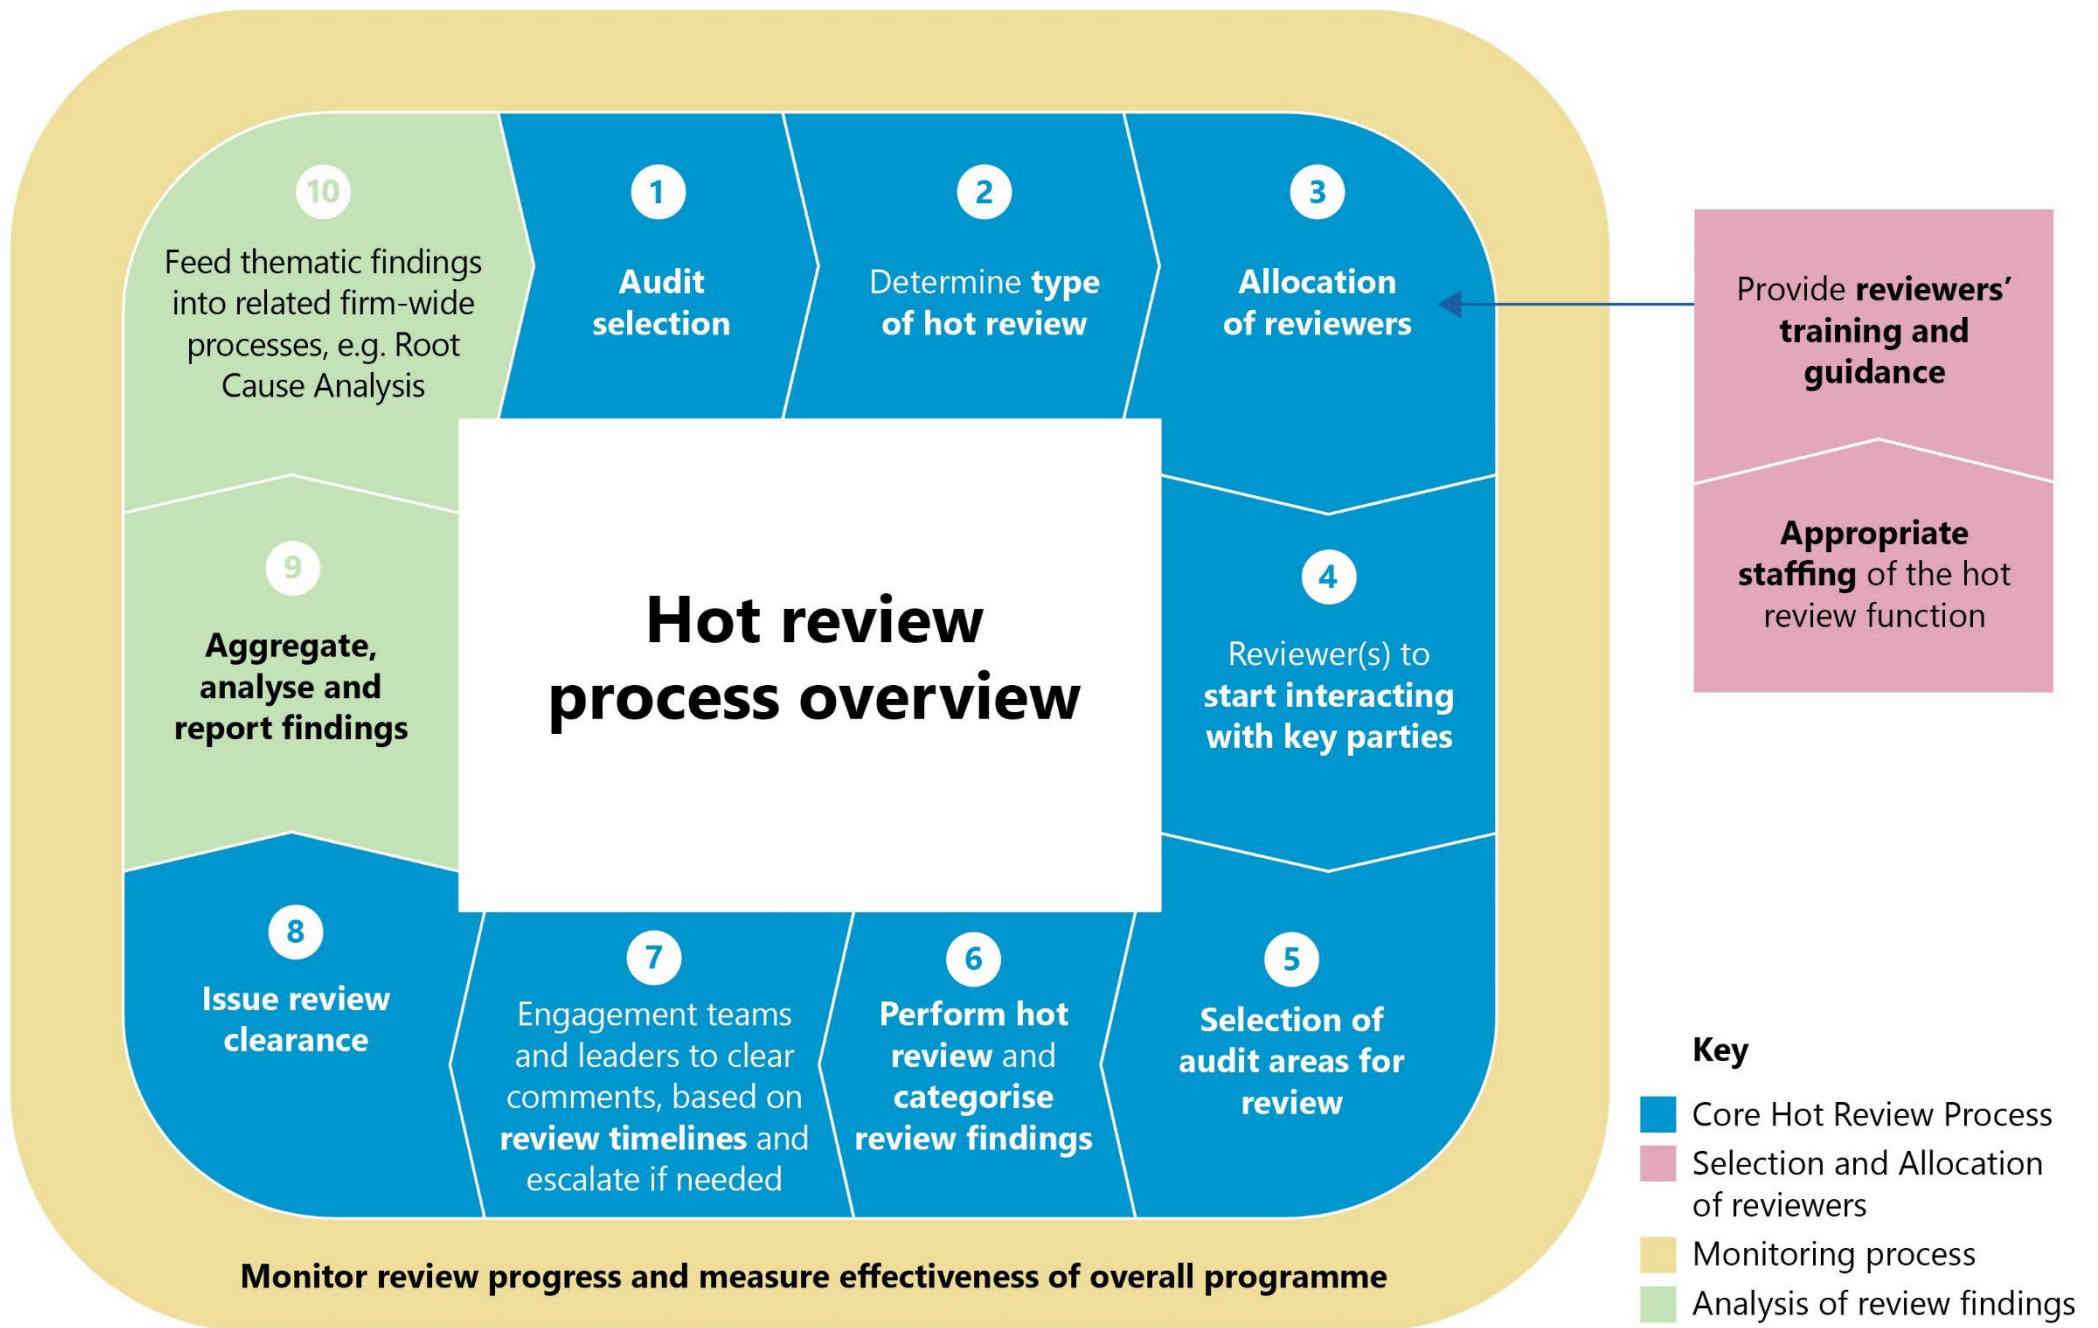 10
Feed thematic findings
into related firm-wide
processes, e.g. Root
Cause Analysis
1
Audit
selection
2
Determine type
of hot review
3
Allocation
of reviewers
Provide reviewers’
training and
guidance
Appropriate
staffing of the hot
review function
4
Reviewer(s) to
start interacting
with key parties
5
Selection of
audit areas for
review
6
Perform hot
review and
categorise
review findings
7
Engagement teams
and leaders to clear
comments, based on
review timelines and
escalate if needed
8
Issue review
clearance
9
Aggregate,
analyse and
report findings
Hot review
process overview
Monitor review progress and measure effectiveness of overall programme
Key
Core Hot Review Process
Selection and Allocation
of reviewers
Monitoring process
Analysis of review findings